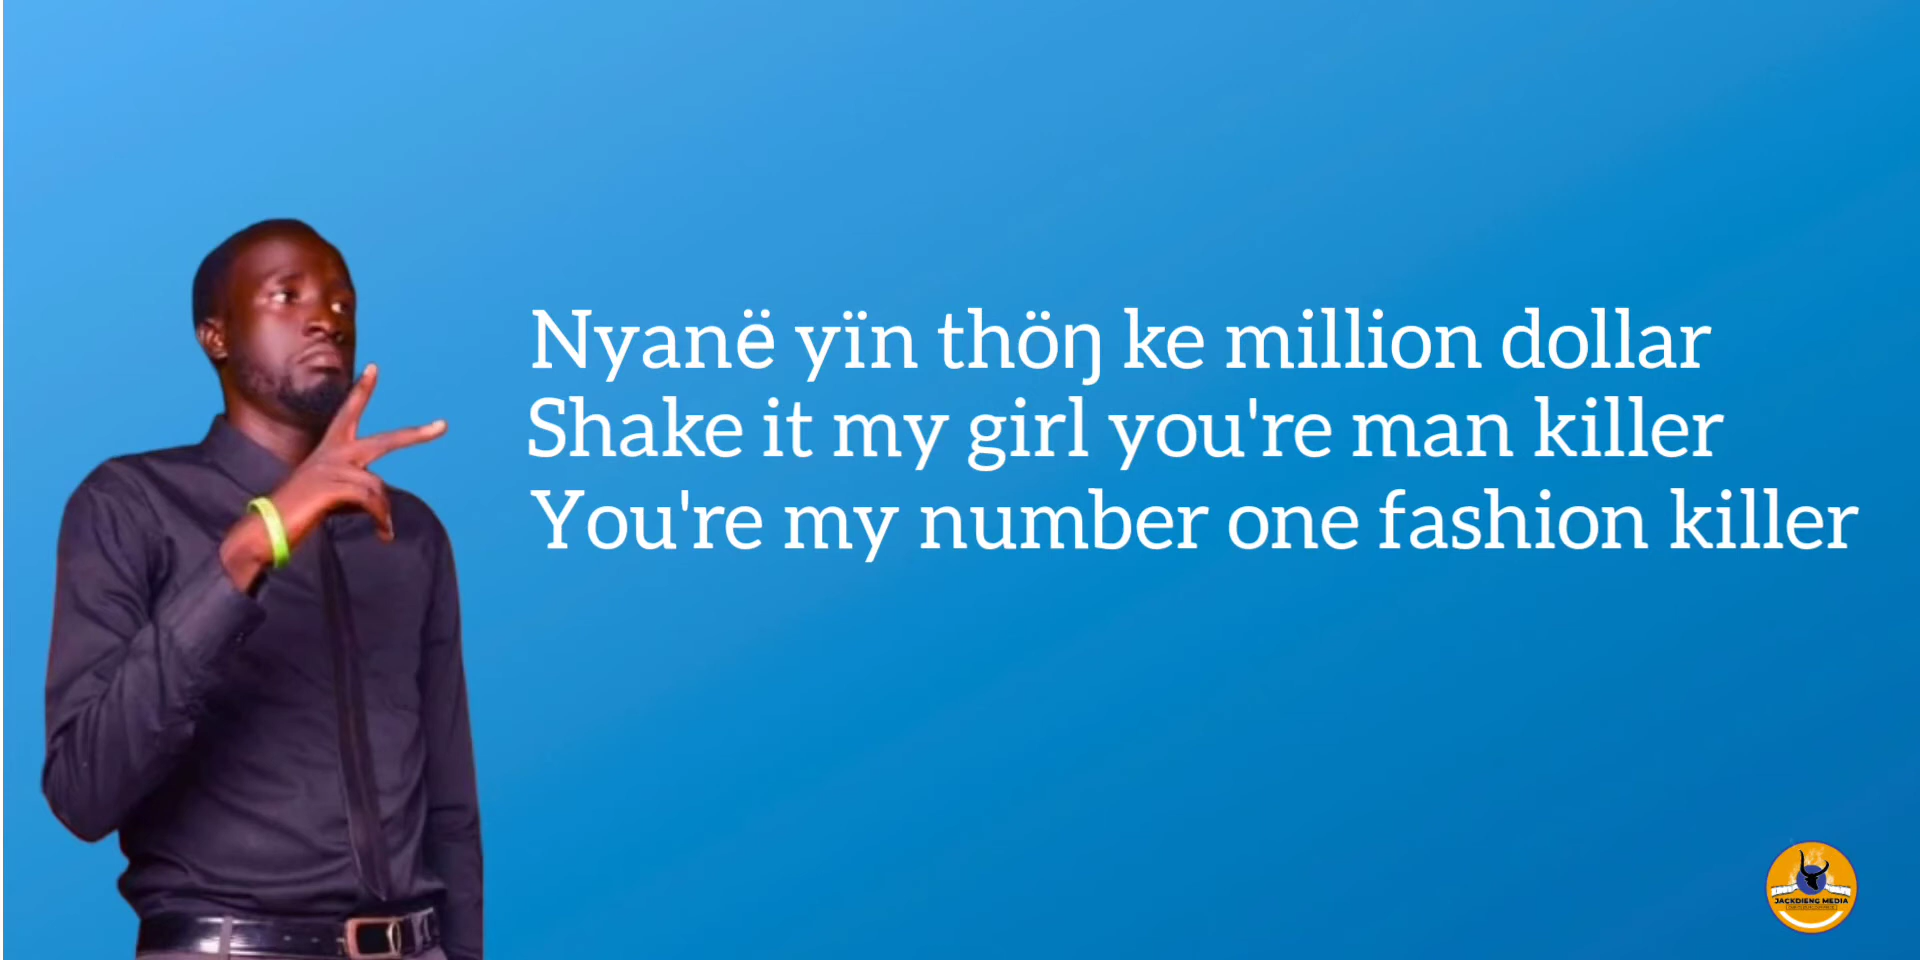 Nyanë yïn thöŋ ke million dollar
Shake it my girl you're man killer
You're my number one fashion killer
JACKDIENG MEDIA